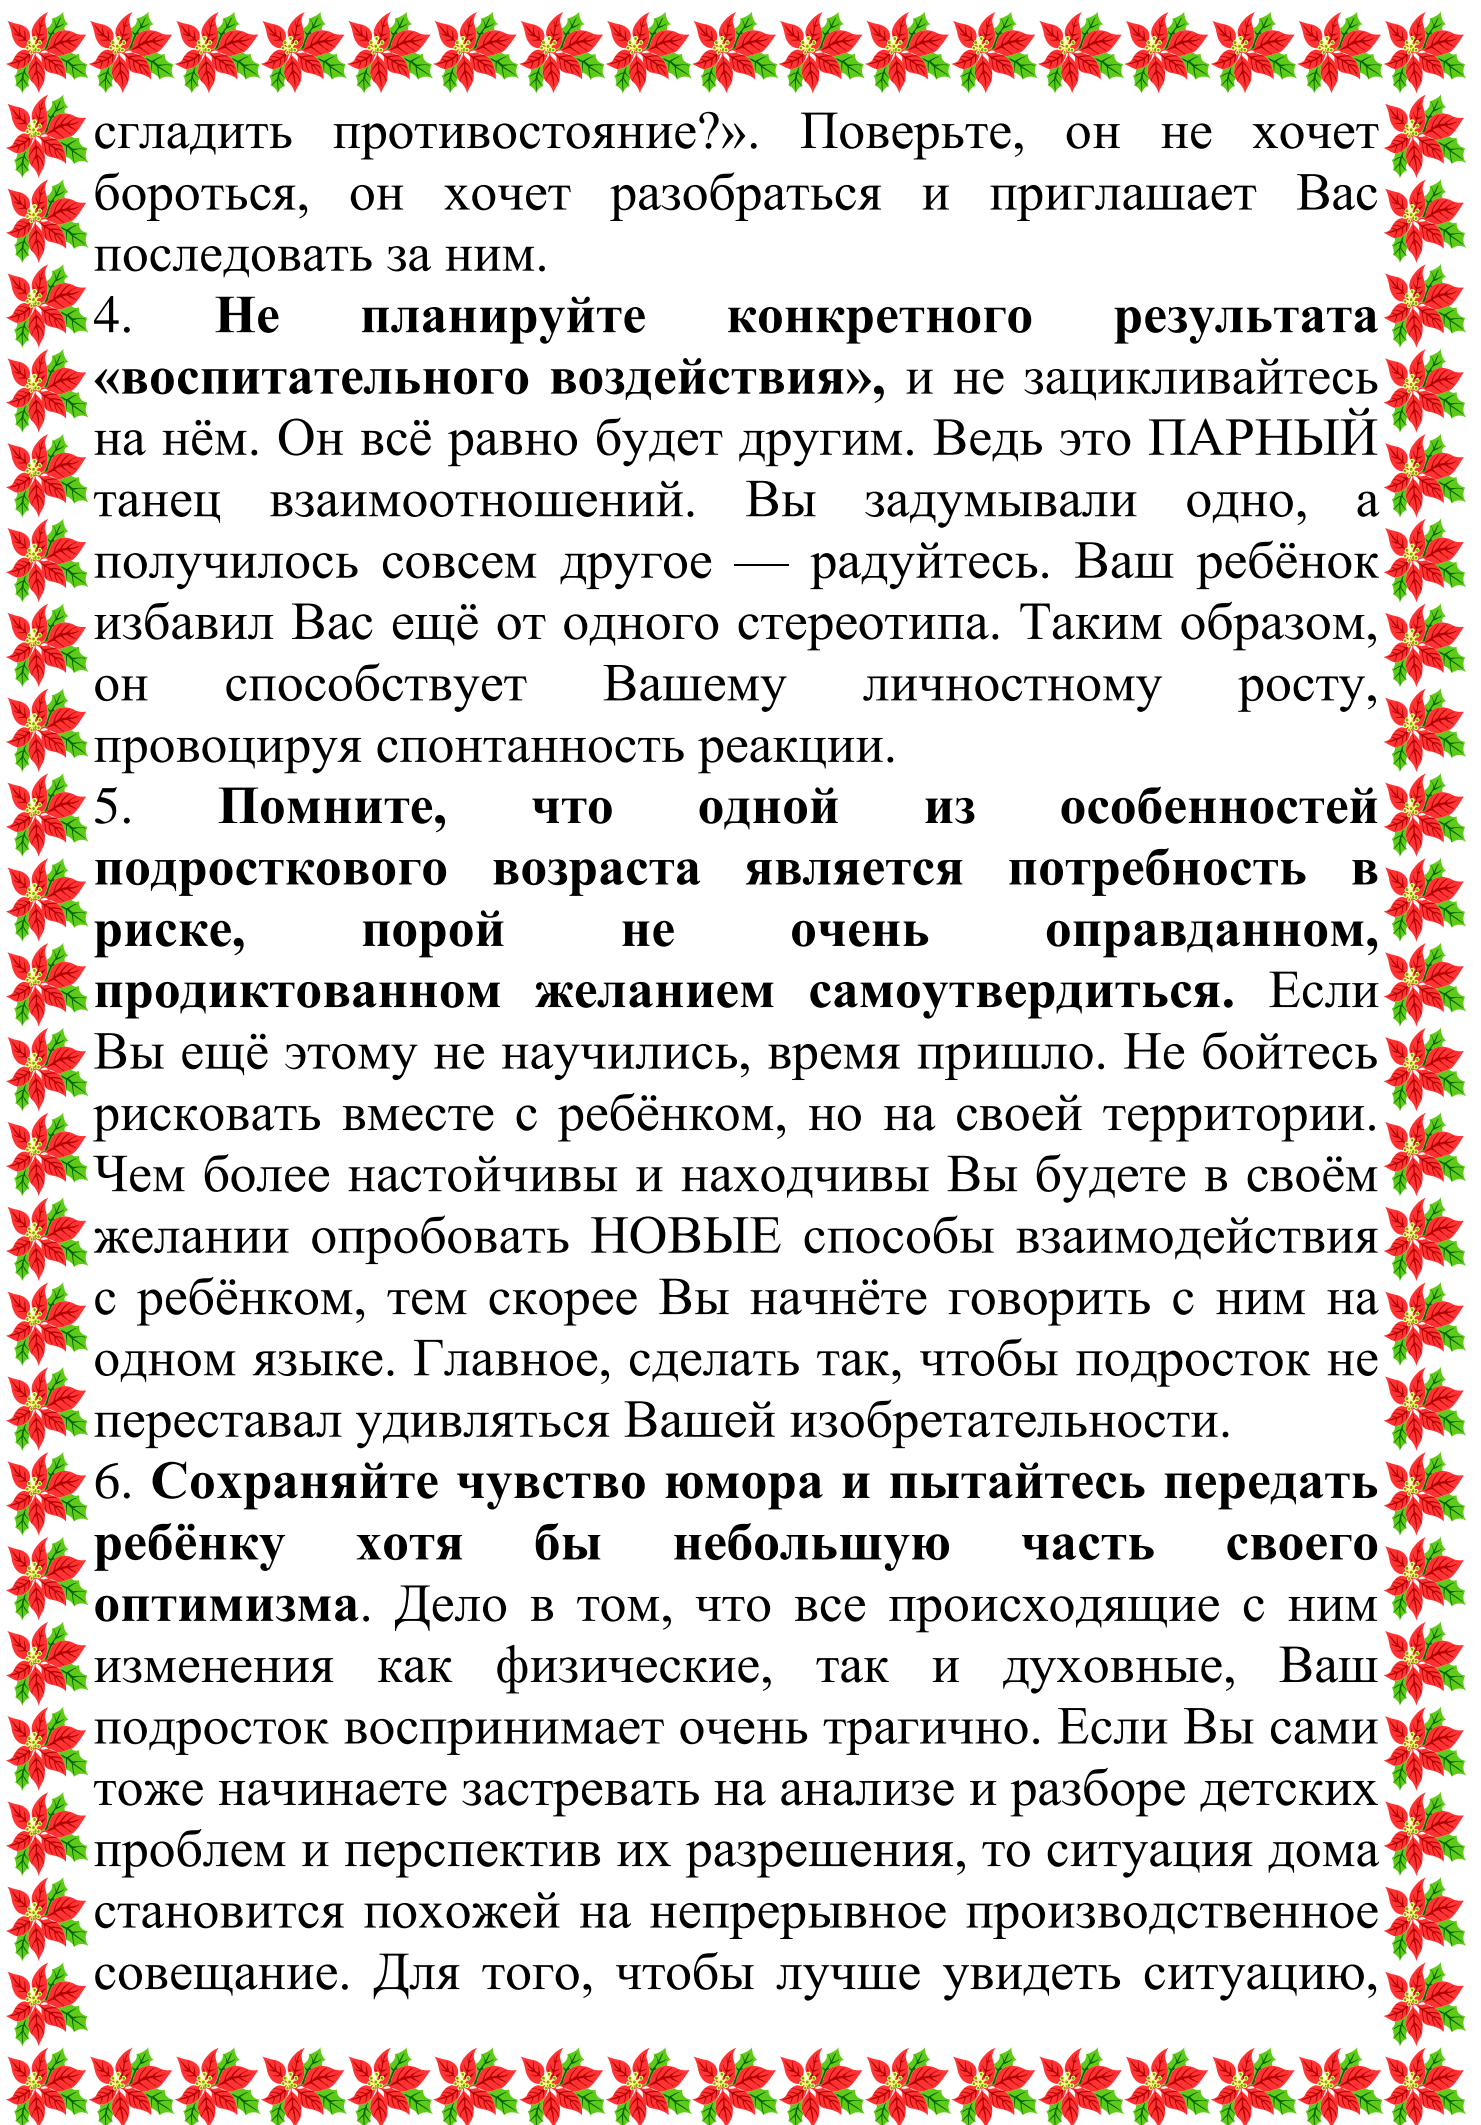 сгладить противостояние?». Поверьте, он не хочет
бороться, он хочет разобраться и приглашает Вас
последовать за ним.
4. Не планируйте конкретного результата
«воспитательного воздействия», и не зацикливайтесь
на нём. Он всё равно будет другим. Ведь это ПАРНЫЙ
танец взаимоотношений. Вы задумывали одно, а
получилось совсем другое — радуйтесь. Ваш ребёнок
избавил Вас ещё от одного стереотипа. Таким образом,
он способствует Вашему личностному росту,
провоцируя спонтанность реакции.
5. Помните, что одной из особенностей
подросткового возраста является потребность в
риске, порой не очень оправданном,
продиктованном желанием самоутвердиться. Если
Вы ещё этому не научились, время пришло. Не бойтесь
рисковать вместе с ребёнком, но на своей территории.
Чем более настойчивы и находчивы Вы будете в своём
желании опробовать НОВЫЕ способы взаимодействия
с ребёнком, тем скорее Вы начнёте говорить с ним на
одном языке. Главное, сделать так, чтобы подросток не
переставал удивляться Вашей изобретательности.
6. Сохраняйте чувство юмора и пытайтесь передать
ребёнку хотя бы небольшую часть своего
оптимизма. Дело в том, что все происходящие с ним
изменения как физические, так и духовные, Ваш
подросток воспринимает очень трагично. Если Вы сами
тоже начинаете застревать на анализе и разборе детских
проблем и перспектив их разрешения, то ситуация дома
становится похожей на непрерывное производственное
совещание. Для того, чтобы лучше увидеть ситуацию,